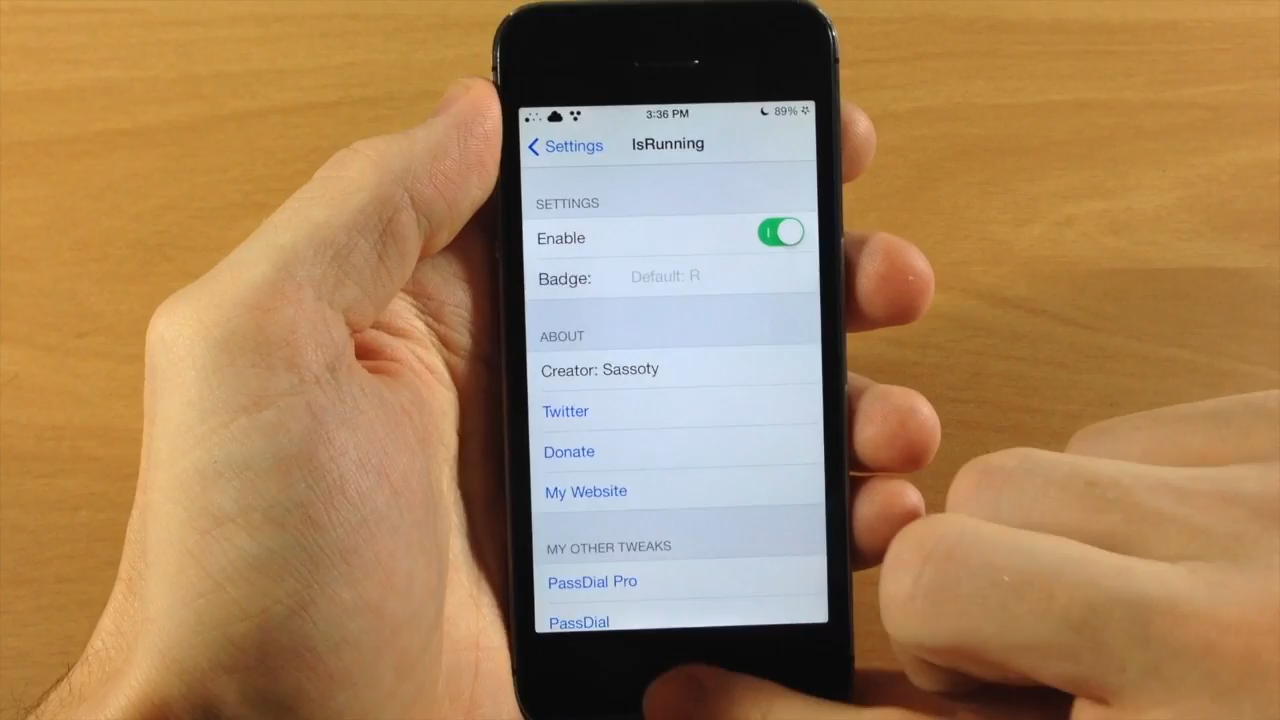 3:36 PM 89%
Settings IsRunning
SETTINGS
Enable
Badge: Default: R
ABOUT
Creator: Sassoty
Twitter
Donate
My Website
MY OTHER TWEAKS
PassDial Pro
PassDial